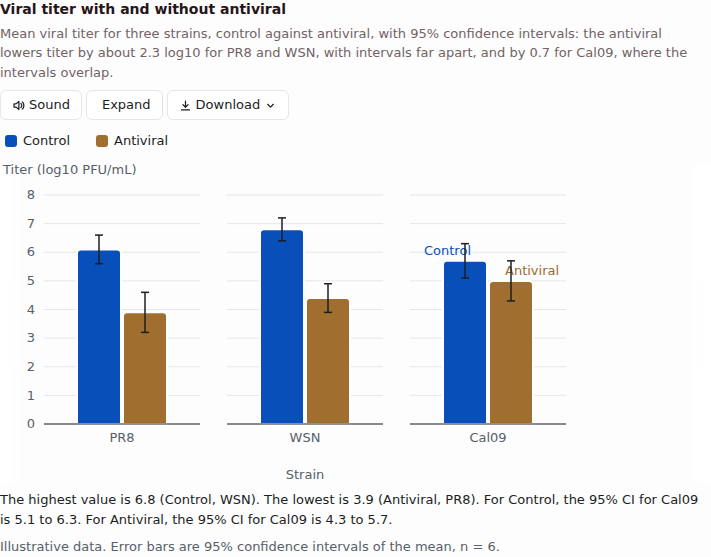 Viral titer with and without antiviral
Mean viral titer for three strains, control against antiviral, with 95% confidence intervals: the antiviral
lowers titer by about 2.3 log10 for PR8 and WSN, with intervals far apart, and by 0.7 for Cal09, where the
intervals overlap.
Sound Expand Download
Control Antiviral
Titer (log10 PFU/mL)
8
7
6
5
4
3
2
1
0
Control
Antiviral
PR8 WSN Cal09
Strain
The highest value is 6.8 (Control, WSN). The lowest is 3.9 (Antiviral, PR8). For Control, the 95% CI for Cal09
is 5.1 to 6.3. For Antiviral, the 95% CI for Cal09 is 4.3 to 5.7.
Illustrative data. Error bars are 95% confidence intervals of the mean, n = 6.